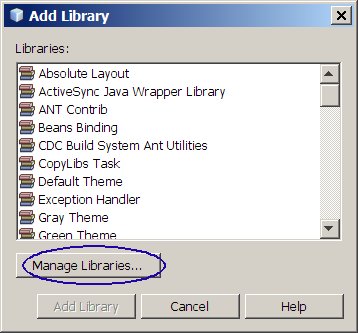 Add Library
Libraries:
Absolute Layout
ActiveSync Java Wrapper Library
ANT Contrib
Beans Binding
CDC Build System Ant Utilities
CopyLibs Task
Default Theme
Exception Handler
Gray Theme
Green Theme
Manage Libraries...
Add Library Cancel Help